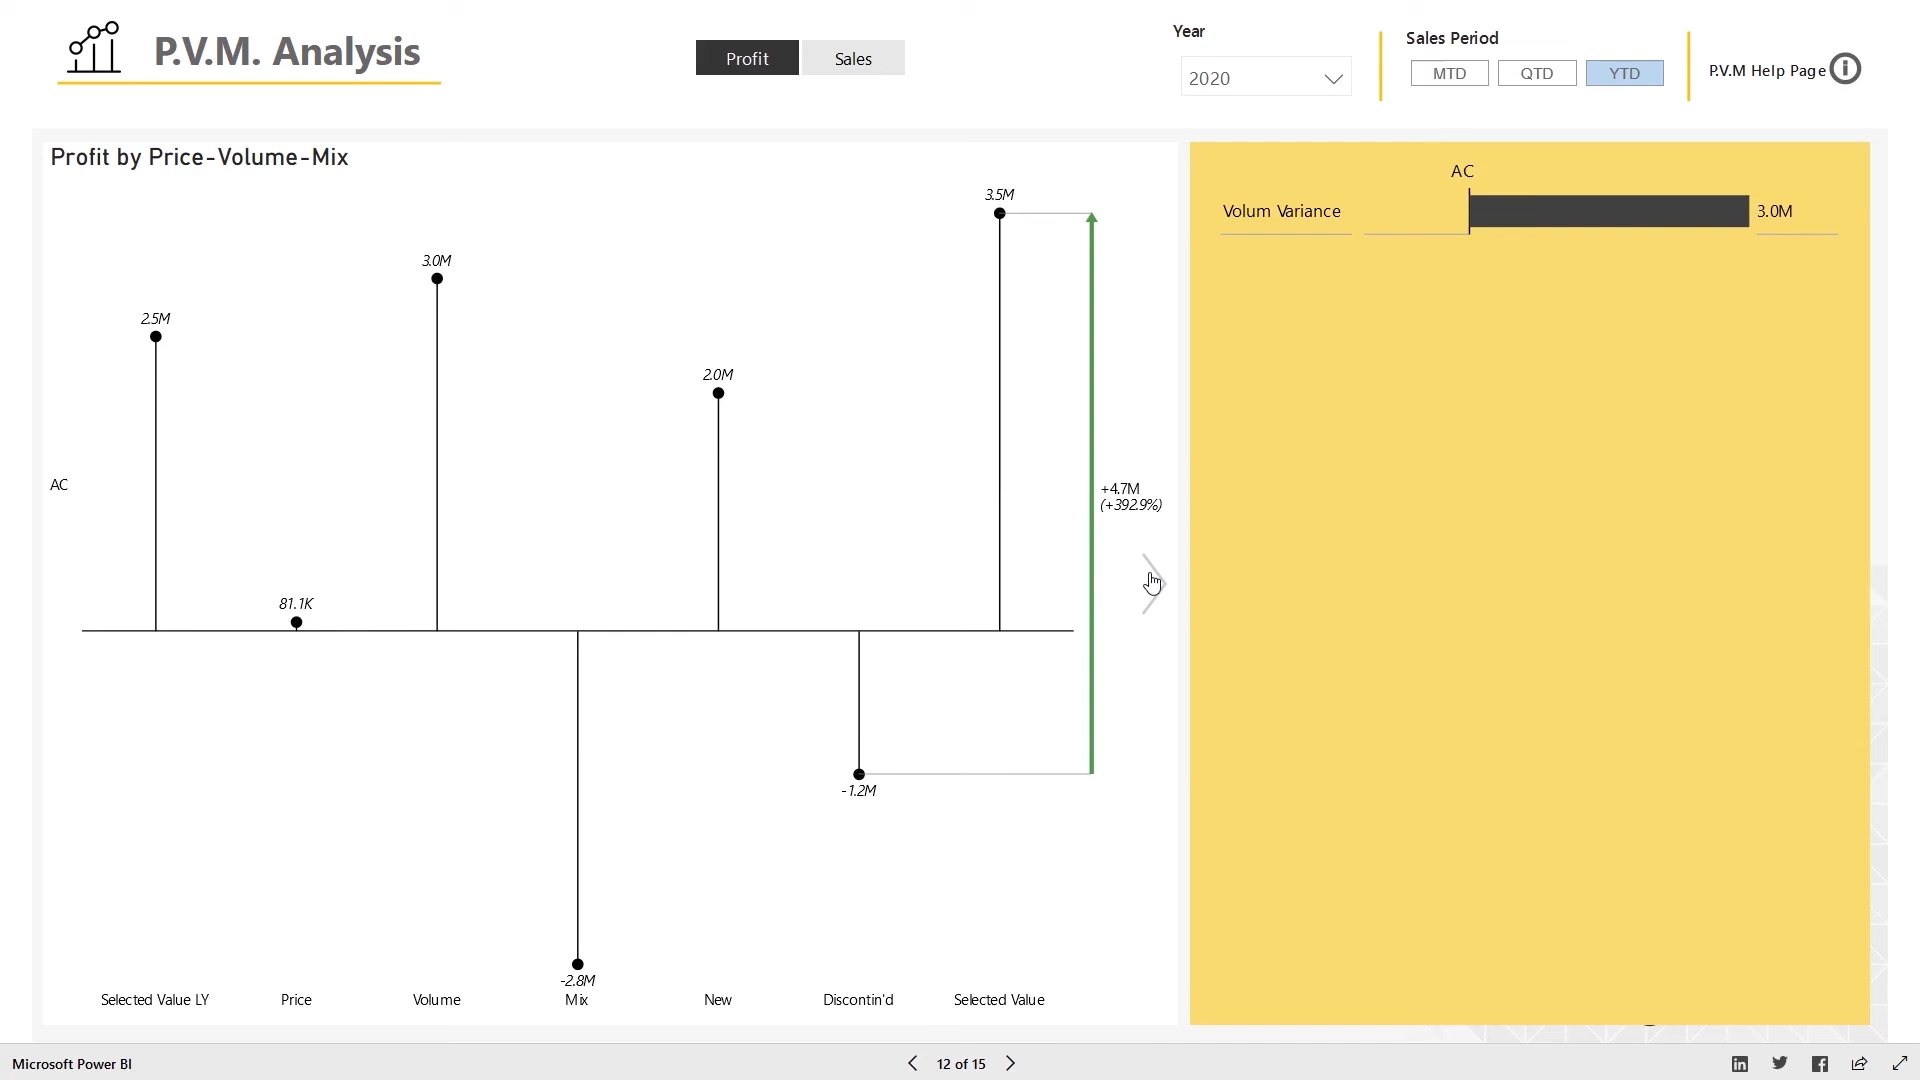 P.V.M. Analysis
Profit
Sales
Year
2020
Sales Period
MTD
QTD
YTD
P.V.M Help Page
Profit by Price-Volume-Mix
3.5M
3.0M
2.5M
2.0M
AC
+4.7M
(+392.9%)
81.1K
-1.2M
-2.8M
Selected Value LY
Price
Volume
Mix
New
Discontin'd
Selected Value
AC
Volum Variance
3.0M
Microsoft Power BI
12 of 15